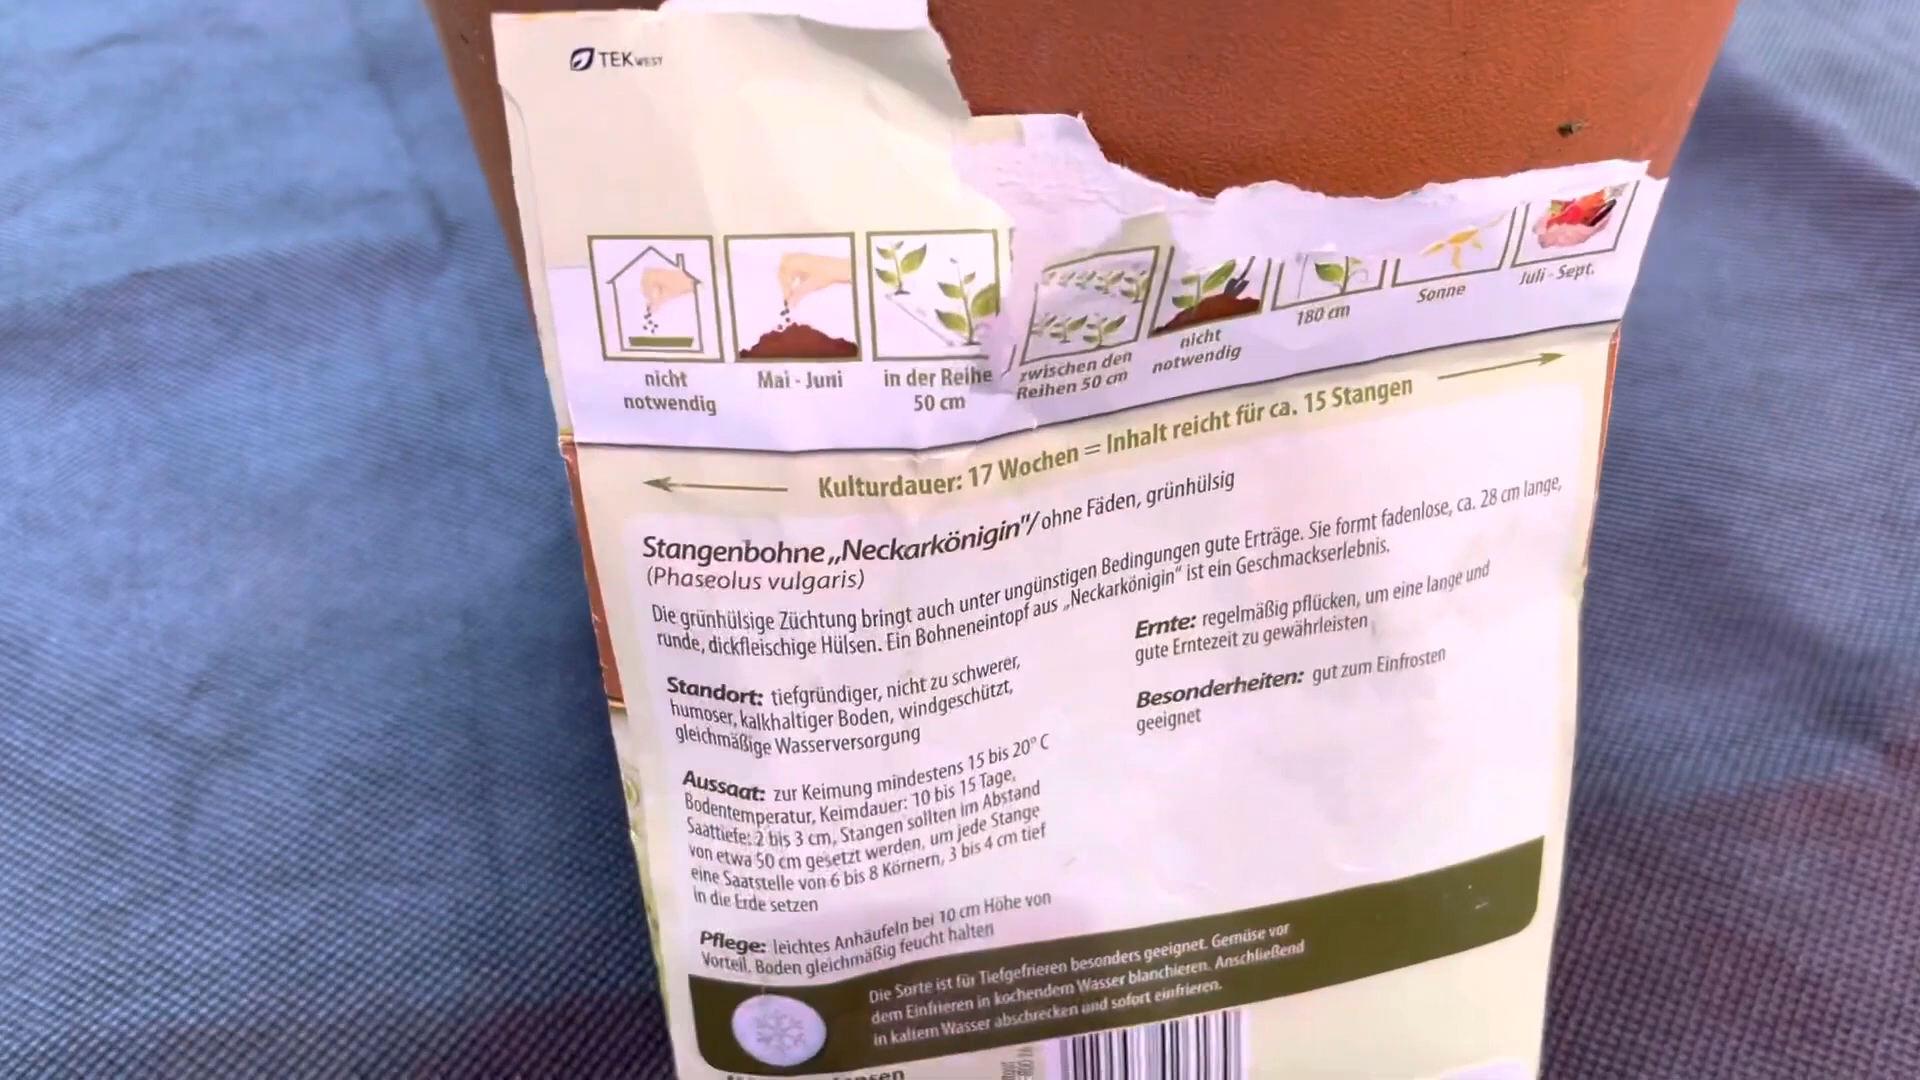 TEKWEST
nicht
notwendig
Mai - Juni
in der Reihe
50 cm
zwischen den
Reihen 50 cm
nicht
notwendig
180 cm
Sonne
Juli - Sept.
Kulturdauer: 17 Wochen = Inhalt reicht für ca. 15 Stangen
Stangenbohne „Neckarkönigin"/ ohne Fäden, grünhülsig
(Phaseolus vulgaris)
Die grünhülsige Züchtung bringt auch unter ungünstigen Bedingungen gute Erträge. Sie formt fadenlose, ca. 28 cm lange,
runde, dickfleischige Hülsen. Ein Bohneneintopf aus „Neckarkönigin“ ist ein Geschmackserlebnis.
Standort: tiefgründiger, nicht zu schwerer,
humoser, kalkhaltiger Boden, windgeschützt,
gleichmäßige Wasserversorgung
Aussaat: zur Keimung mindestens 15 bis 20° C
Bodentemperatur, Keimdauer: 10 bis 15 Tage,
Saattiefe: 2 bis 3 cm, Stangen sollten im Abstand
von etwa 50 cm gesetzt werden, um jede Stange
eine Saatstelle von 6 bis 8 Körnern, 3 bis 4 cm tief
in die Erde setzen
Pflege: leichtes Anhäufeln bei 10 cm Höhe von
Vorteil. Boden gleichmäßig feucht halten
Ernte: regelmäßig pflücken, um eine lange und
gute Erntezeit zu gewährleisten
Besonderheiten: gut zum Einfrosten
geeignet
Die Sorte ist für Tiefgefrieren besonders geeignet. Gemüse vor
dem Einfrieren in kochendem Wasser blanchieren. Anschließend
in kaltem Wasser abschrecken und sofort einfrieren.